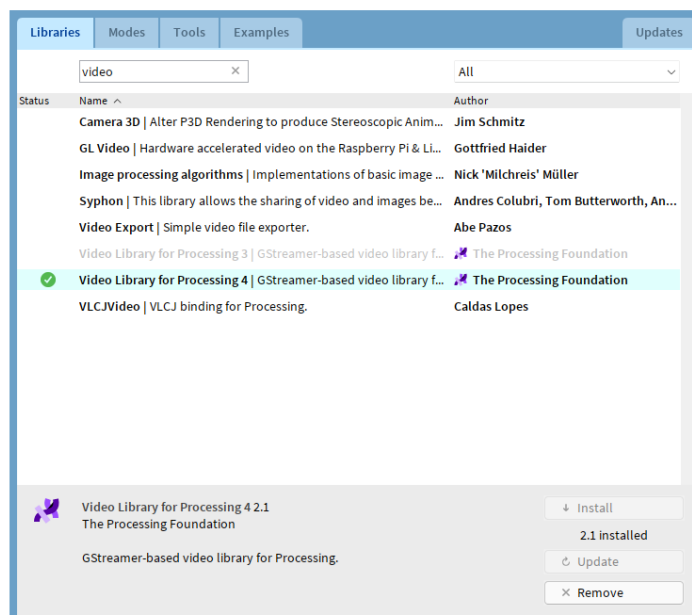 Libraries Modes Tools Examples Updates
video All
Status Name Author
Camera 3D | Alter P3D Rendering to produce Stereoscopic Anim... Jim Schmitz
GL Video | Hardware accelerated video on the Raspberry Pi & Li... Gottfried Haider
Image processing algorithms | Implementations of basic image ... Nick 'Milchreis' Müller
Syphon | This library allows the sharing of video and images be... Andres Colubri, Tom Butterworth, An...
Video Export | Simple video file exporter. Abe Pazos
Video Library for Processing 3 | GStreamer-based video library f... The Processing Foundation
Video Library for Processing 4 | GStreamer-based video library f... The Processing Foundation
VLCJVideo | VLCJ binding for Processing. Caldas Lopes
Video Library for Processing 4 2.1
The Processing Foundation
GStreamer-based video library for Processing.
Install
2.1 installed
Update
Remove